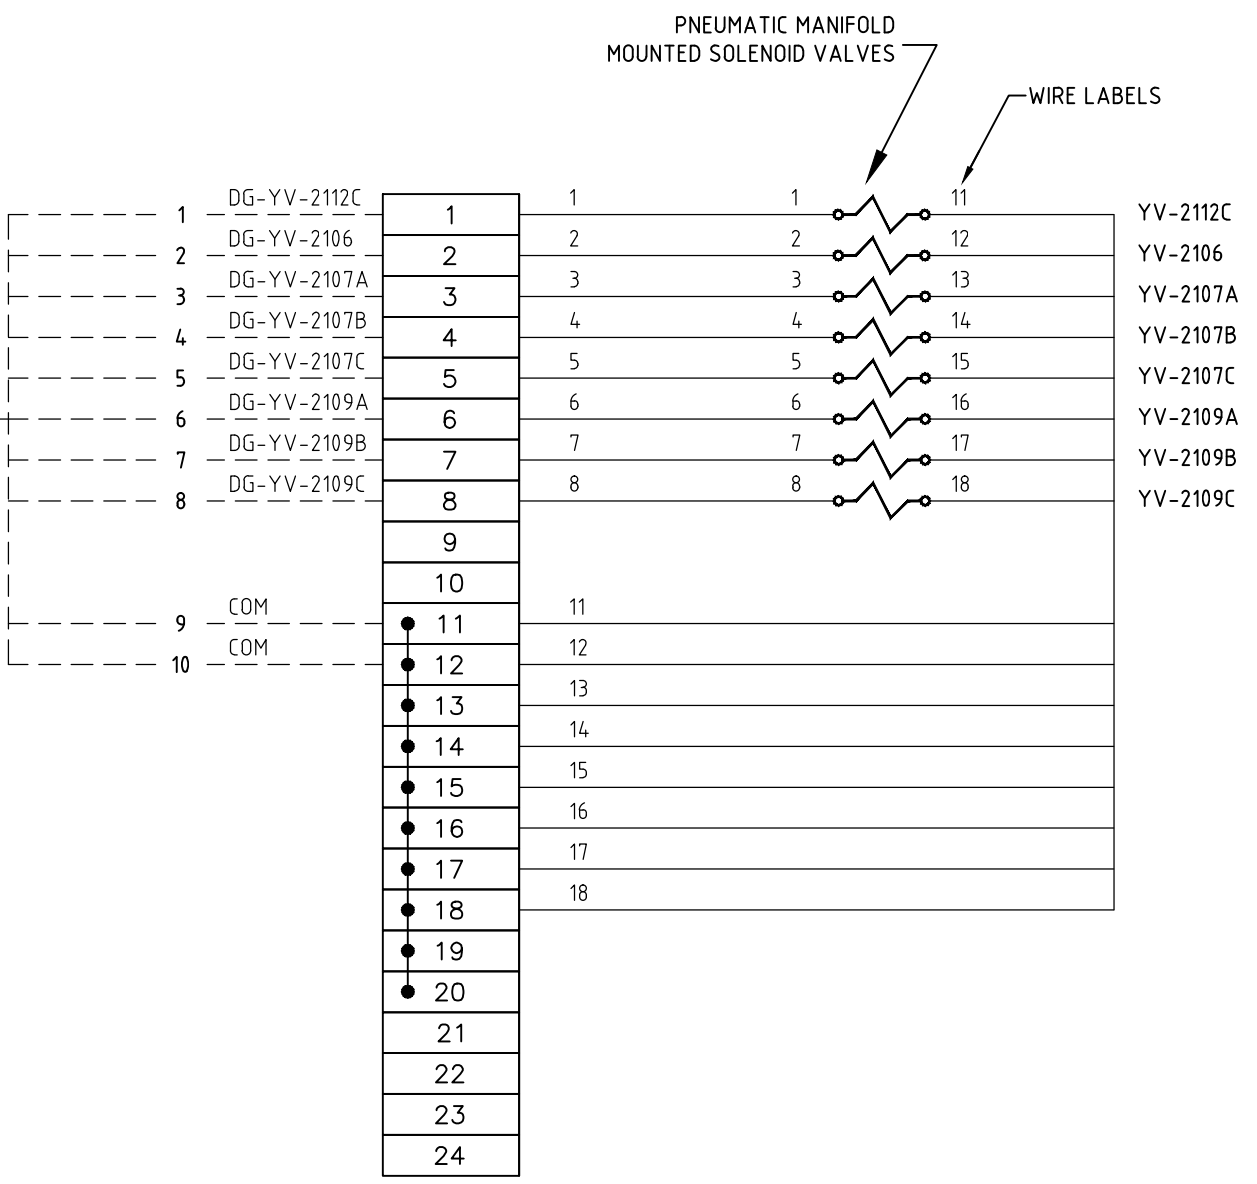 PNEUMATIC MANIFOLD
MOUNTED SOLENOID VALVES
WIRE LABELS
1 DG-YV-2112C 1 1 1 11 YV-2112C
2 DG-YV-2106 2 2 2 12 YV-2106
3 DG-YV-2107A 3 3 3 13 YV-2107A
4 DG-YV-2107B 4 4 4 14 YV-2107B
5 DG-YV-2107C 5 5 5 15 YV-2107C
6 DG-YV-2109A 6 6 6 16 YV-2109A
7 DG-YV-2109B 7 7 7 17 YV-2109B
8 DG-YV-2109C 8 8 8 18 YV-2109C
9
10
9 COM 11 11
10 COM 12 12
13 13
14 14
15 15
16 16
17 17
18 18
19
20
21
22
23
24